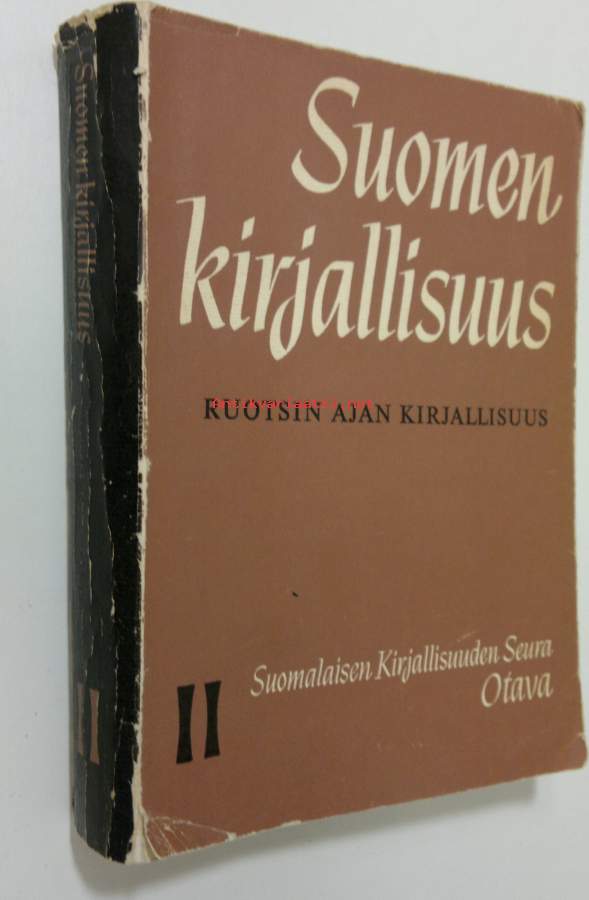 Suomen kirjallisuus
II
Suomen
kirjallisuus
RUOTSIN AJAN KIRJALLISUUS
II
Suomalaisen Kirjallisuuden Seura
Otava